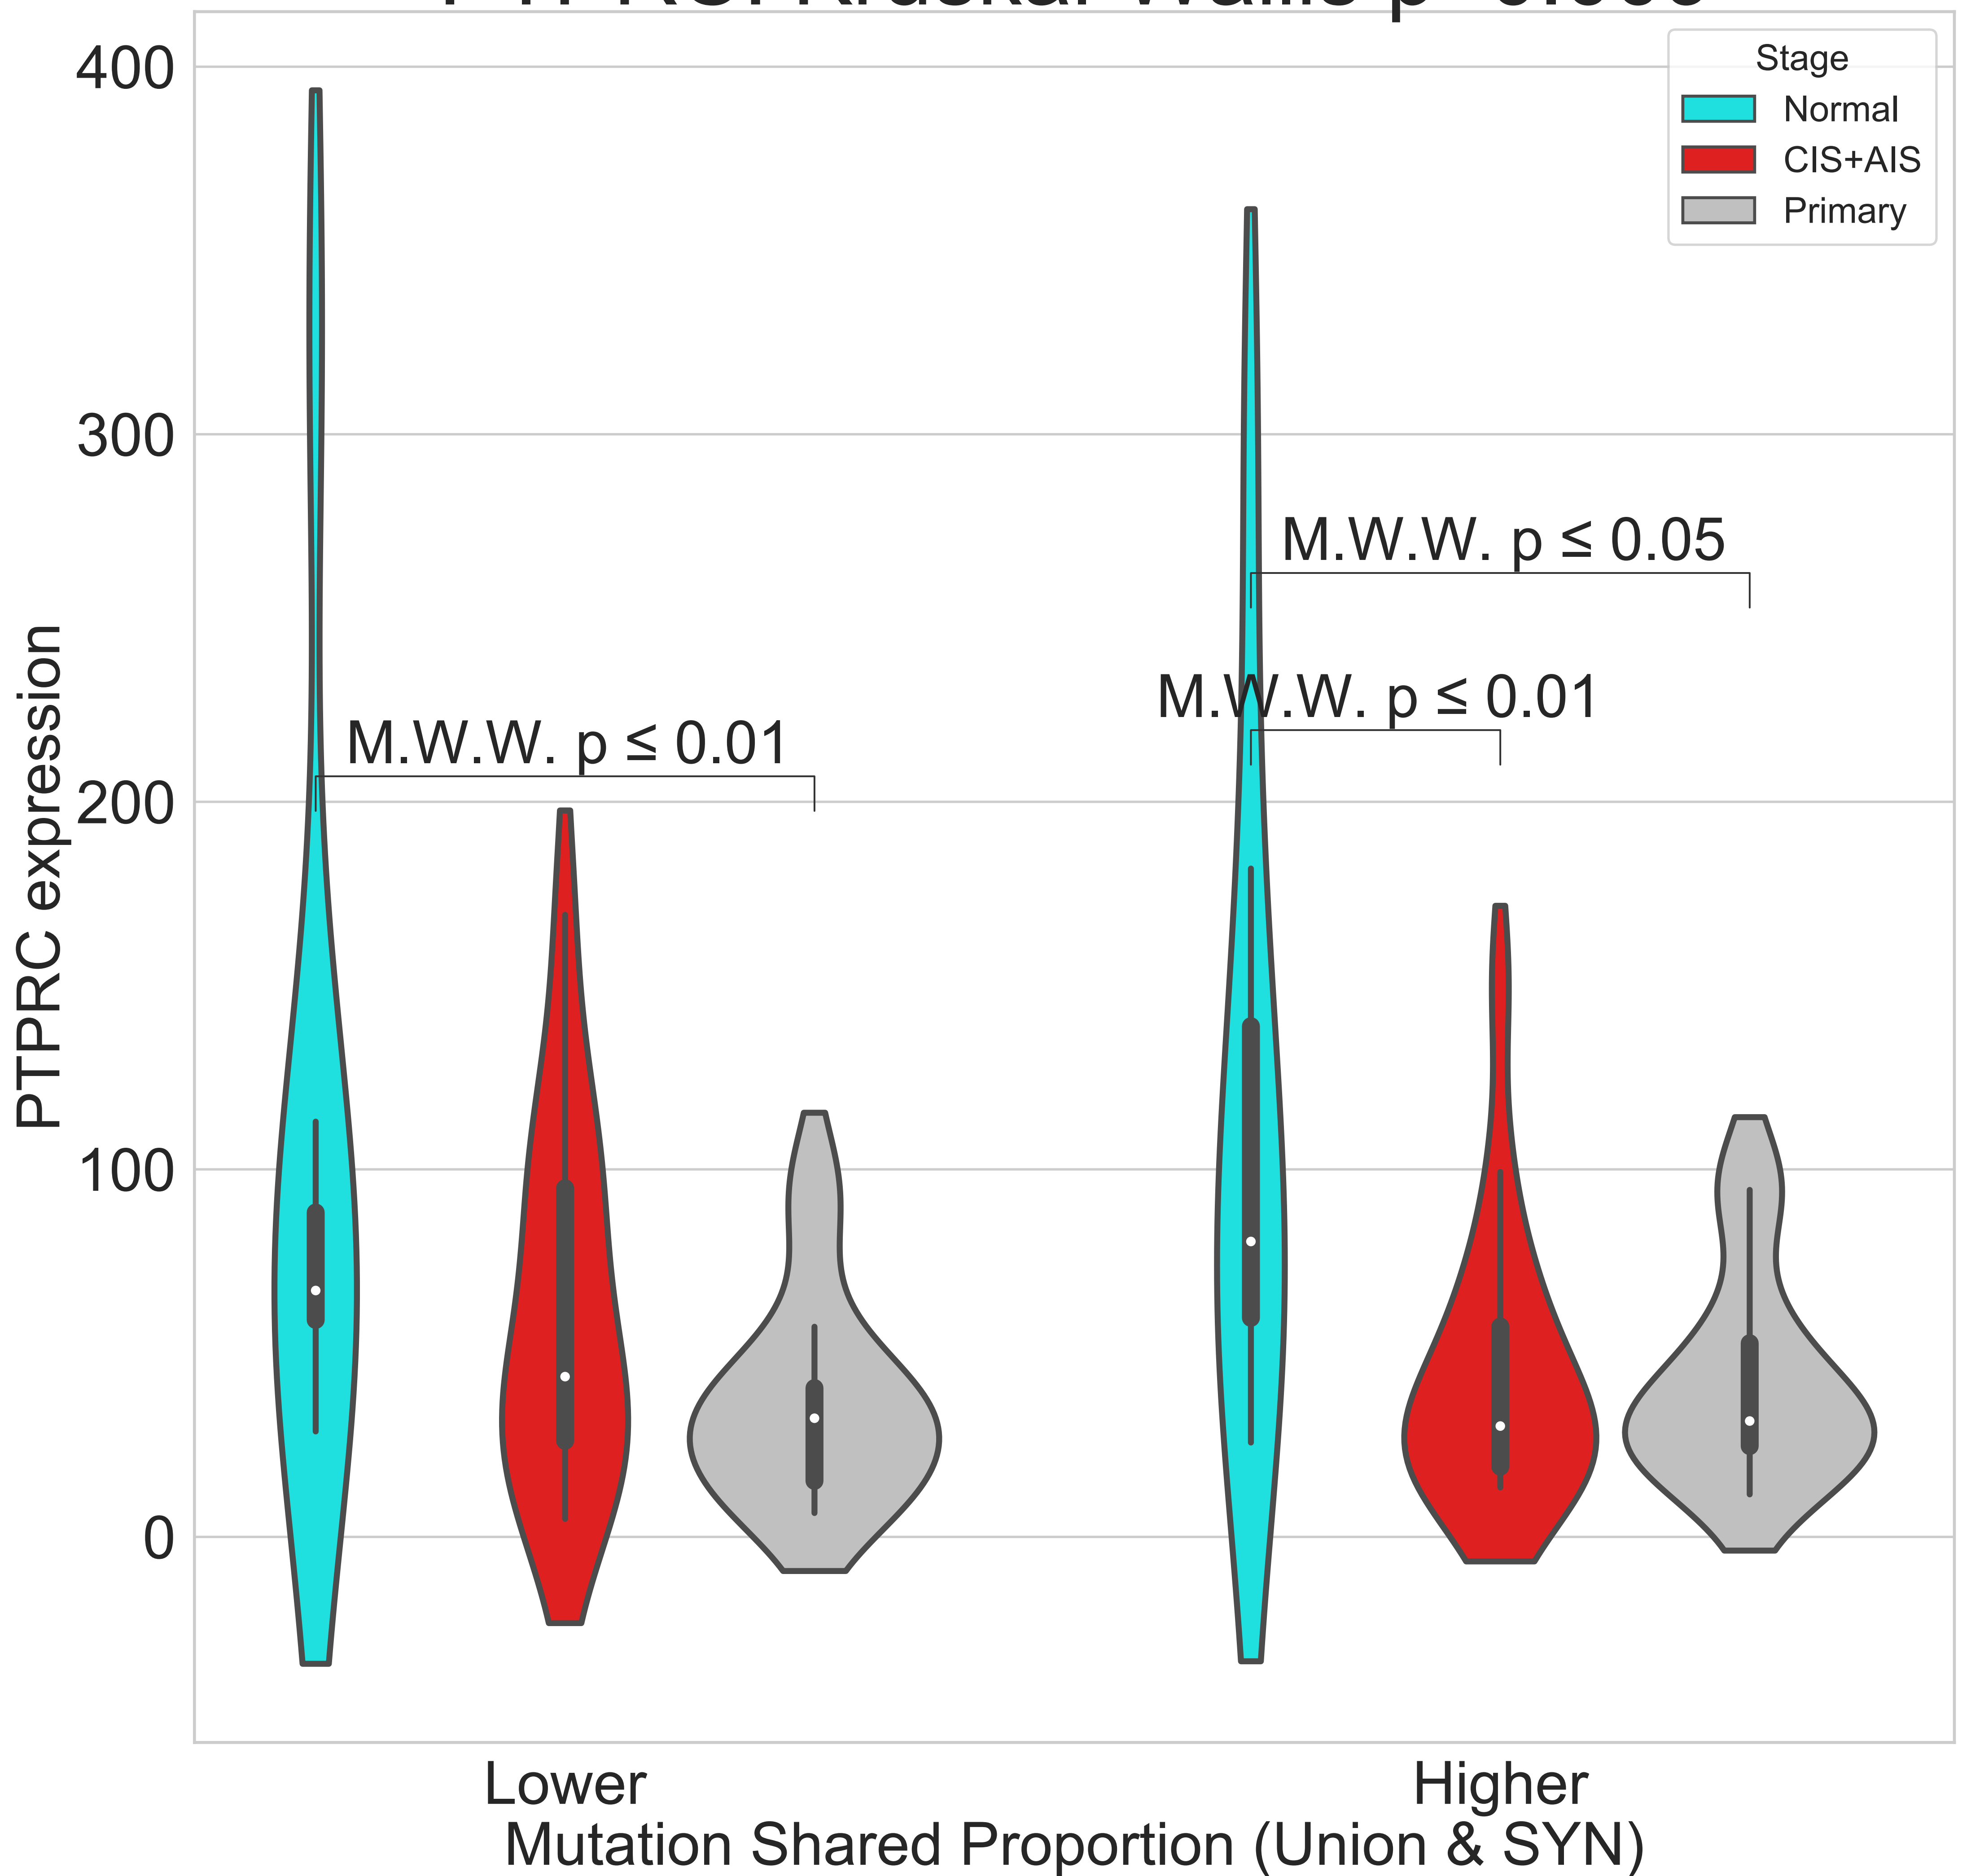 400
300
200
100
0
PTPRC expression
Stage
Normal
CIS+AIS
Primary
M.W.W. p ≤ 0.05
M.W.W. p ≤ 0.01
M.W.W. p ≤ 0.01
Lower
Higher
Mutation Shared Proportion (Union & SYN)